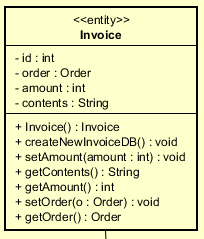 <<entity>>
Invoice
- id : int
- order : Order
- amount : int
- contents : String
+ Invoice() : Invoice
+ createNewInvoiceDB() : void
+ setAmount(amount : int) : void
+ getContents() : String
+ getAmount() : int
+ setOrder(o : Order) : void
+ getOrder() : Order